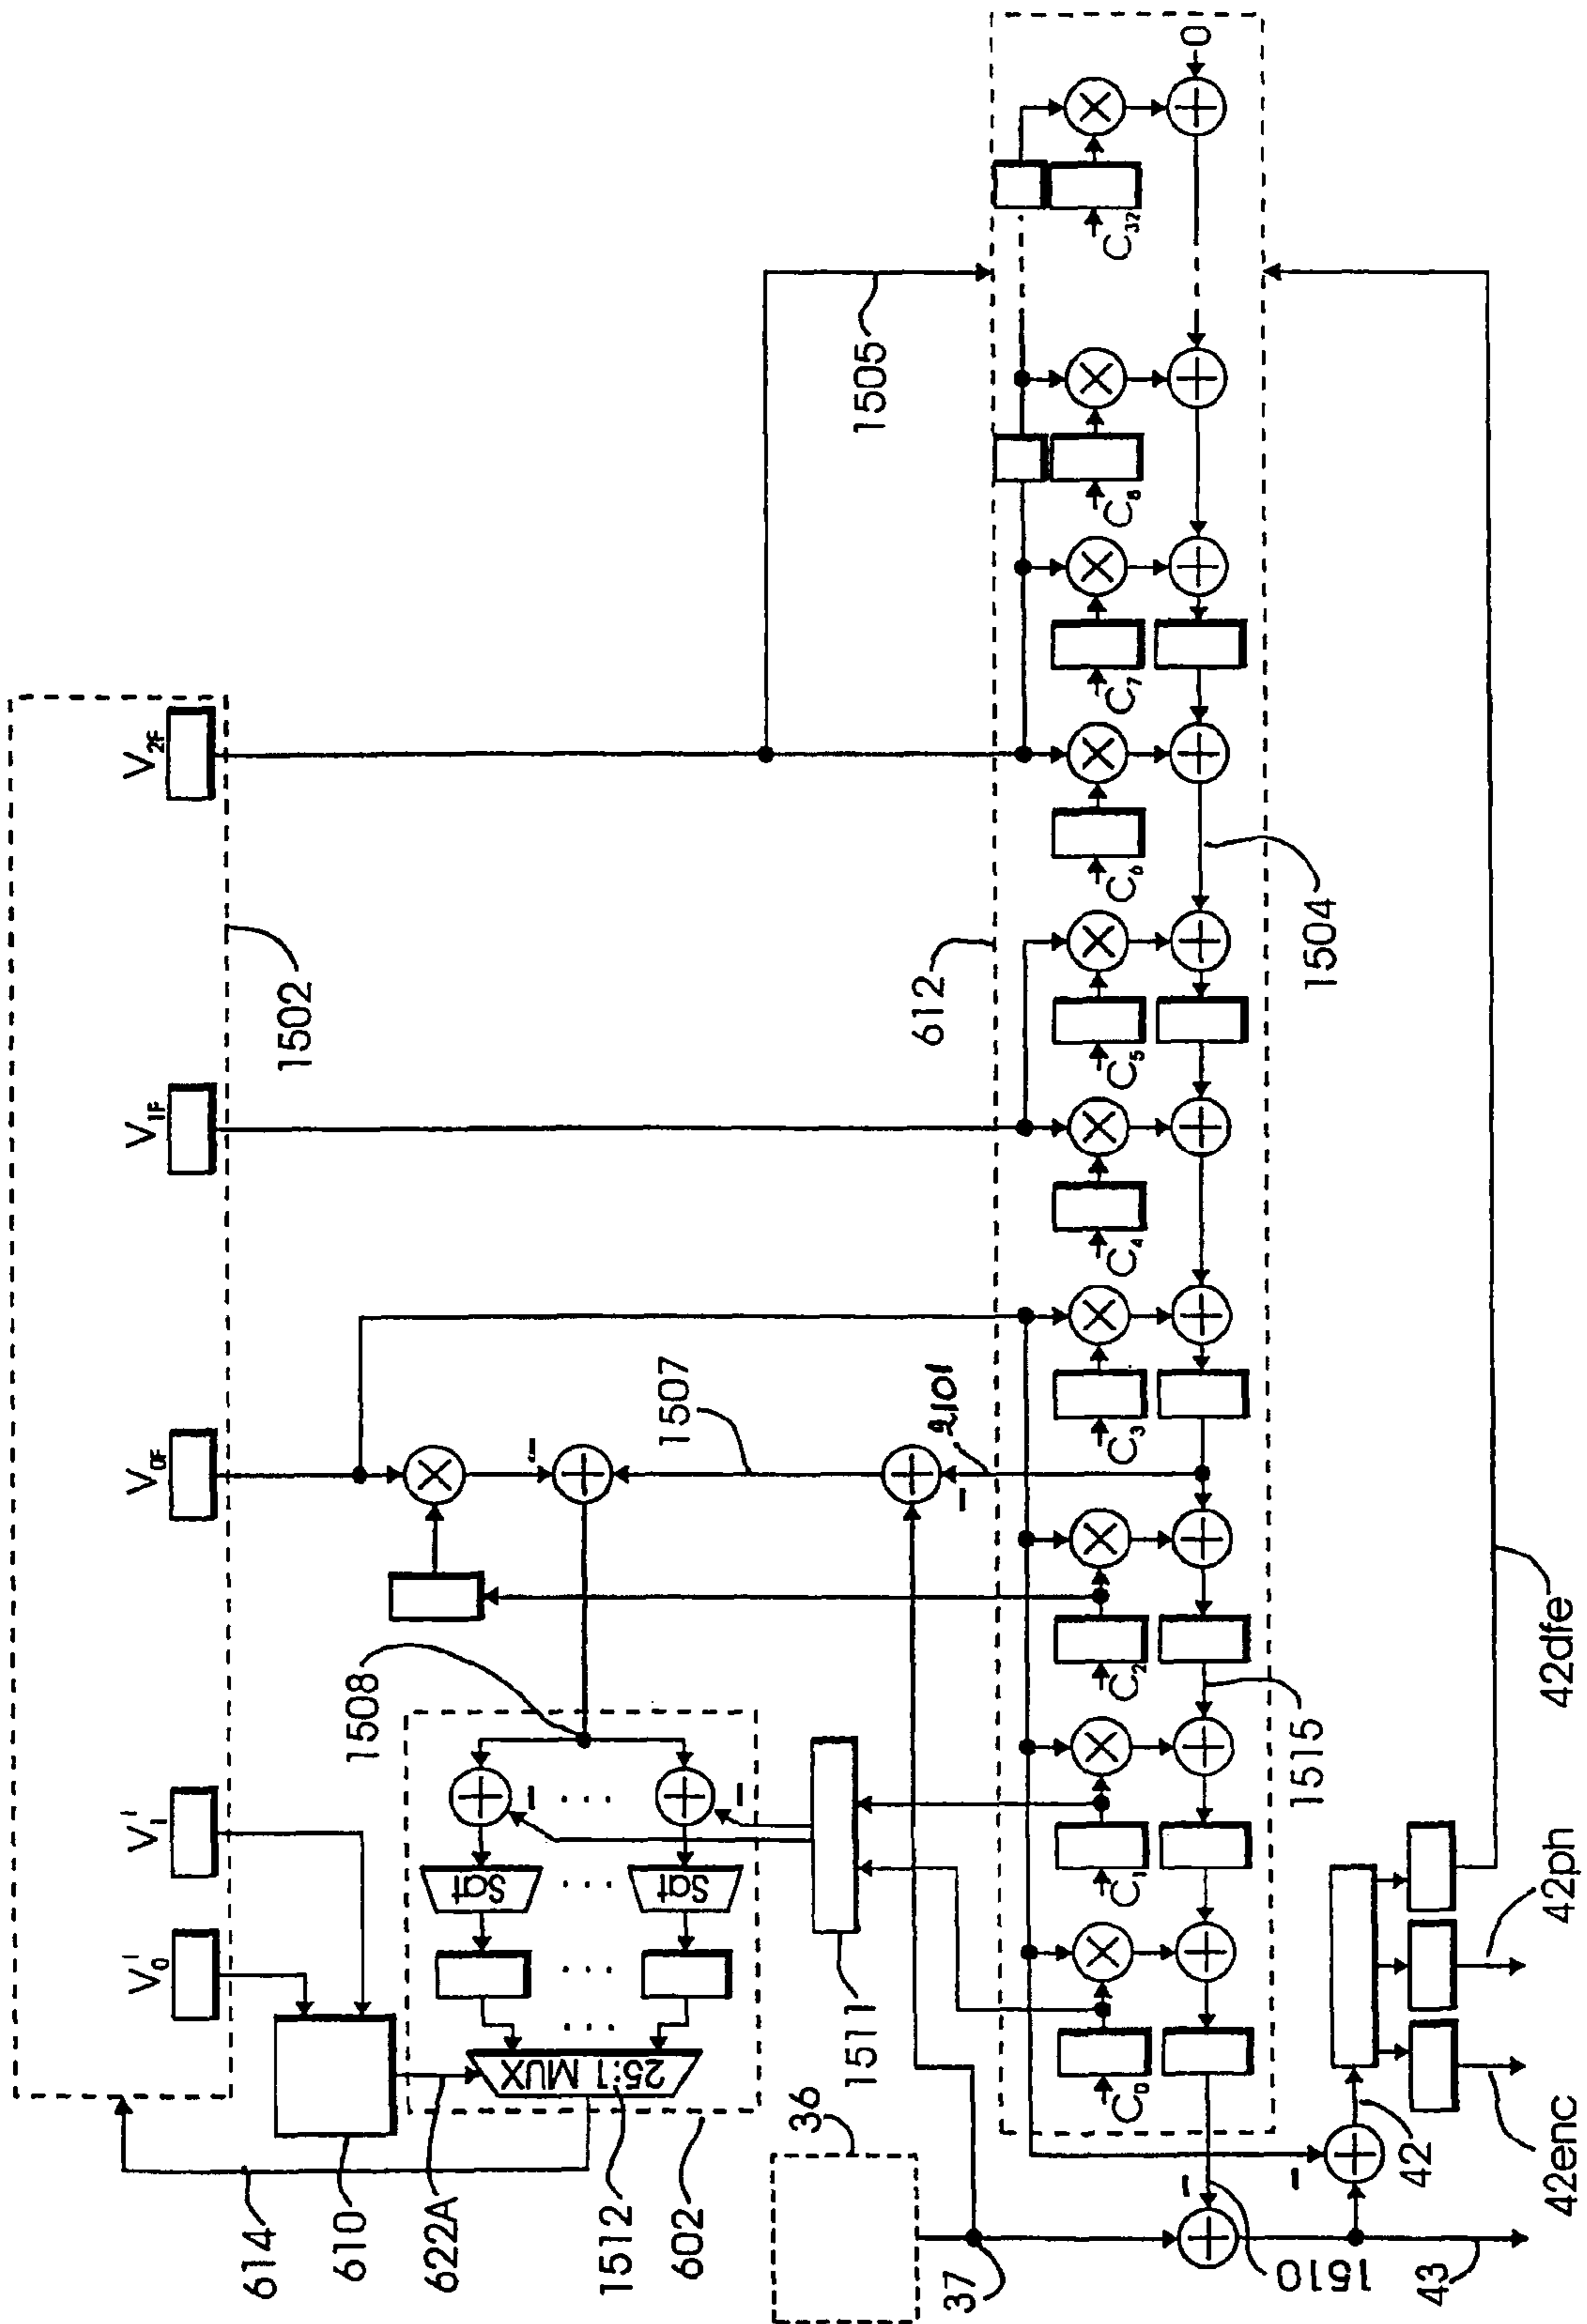 V₂F
V₁F
V₀F
V₁'
V₀'
1502
1505
614
610
622A
1512
602
25:1 MUX
Sat
Sat
. . .
. . .
. . .
. . .
1508
1507
2101
1511
36
37
612
C₀
C₁
C₂
C₃
C₄
C₅
C₆
C₇
C₈
C₃₂
0
1504
1515
1510
43
42
42enc
42ph
42dfe